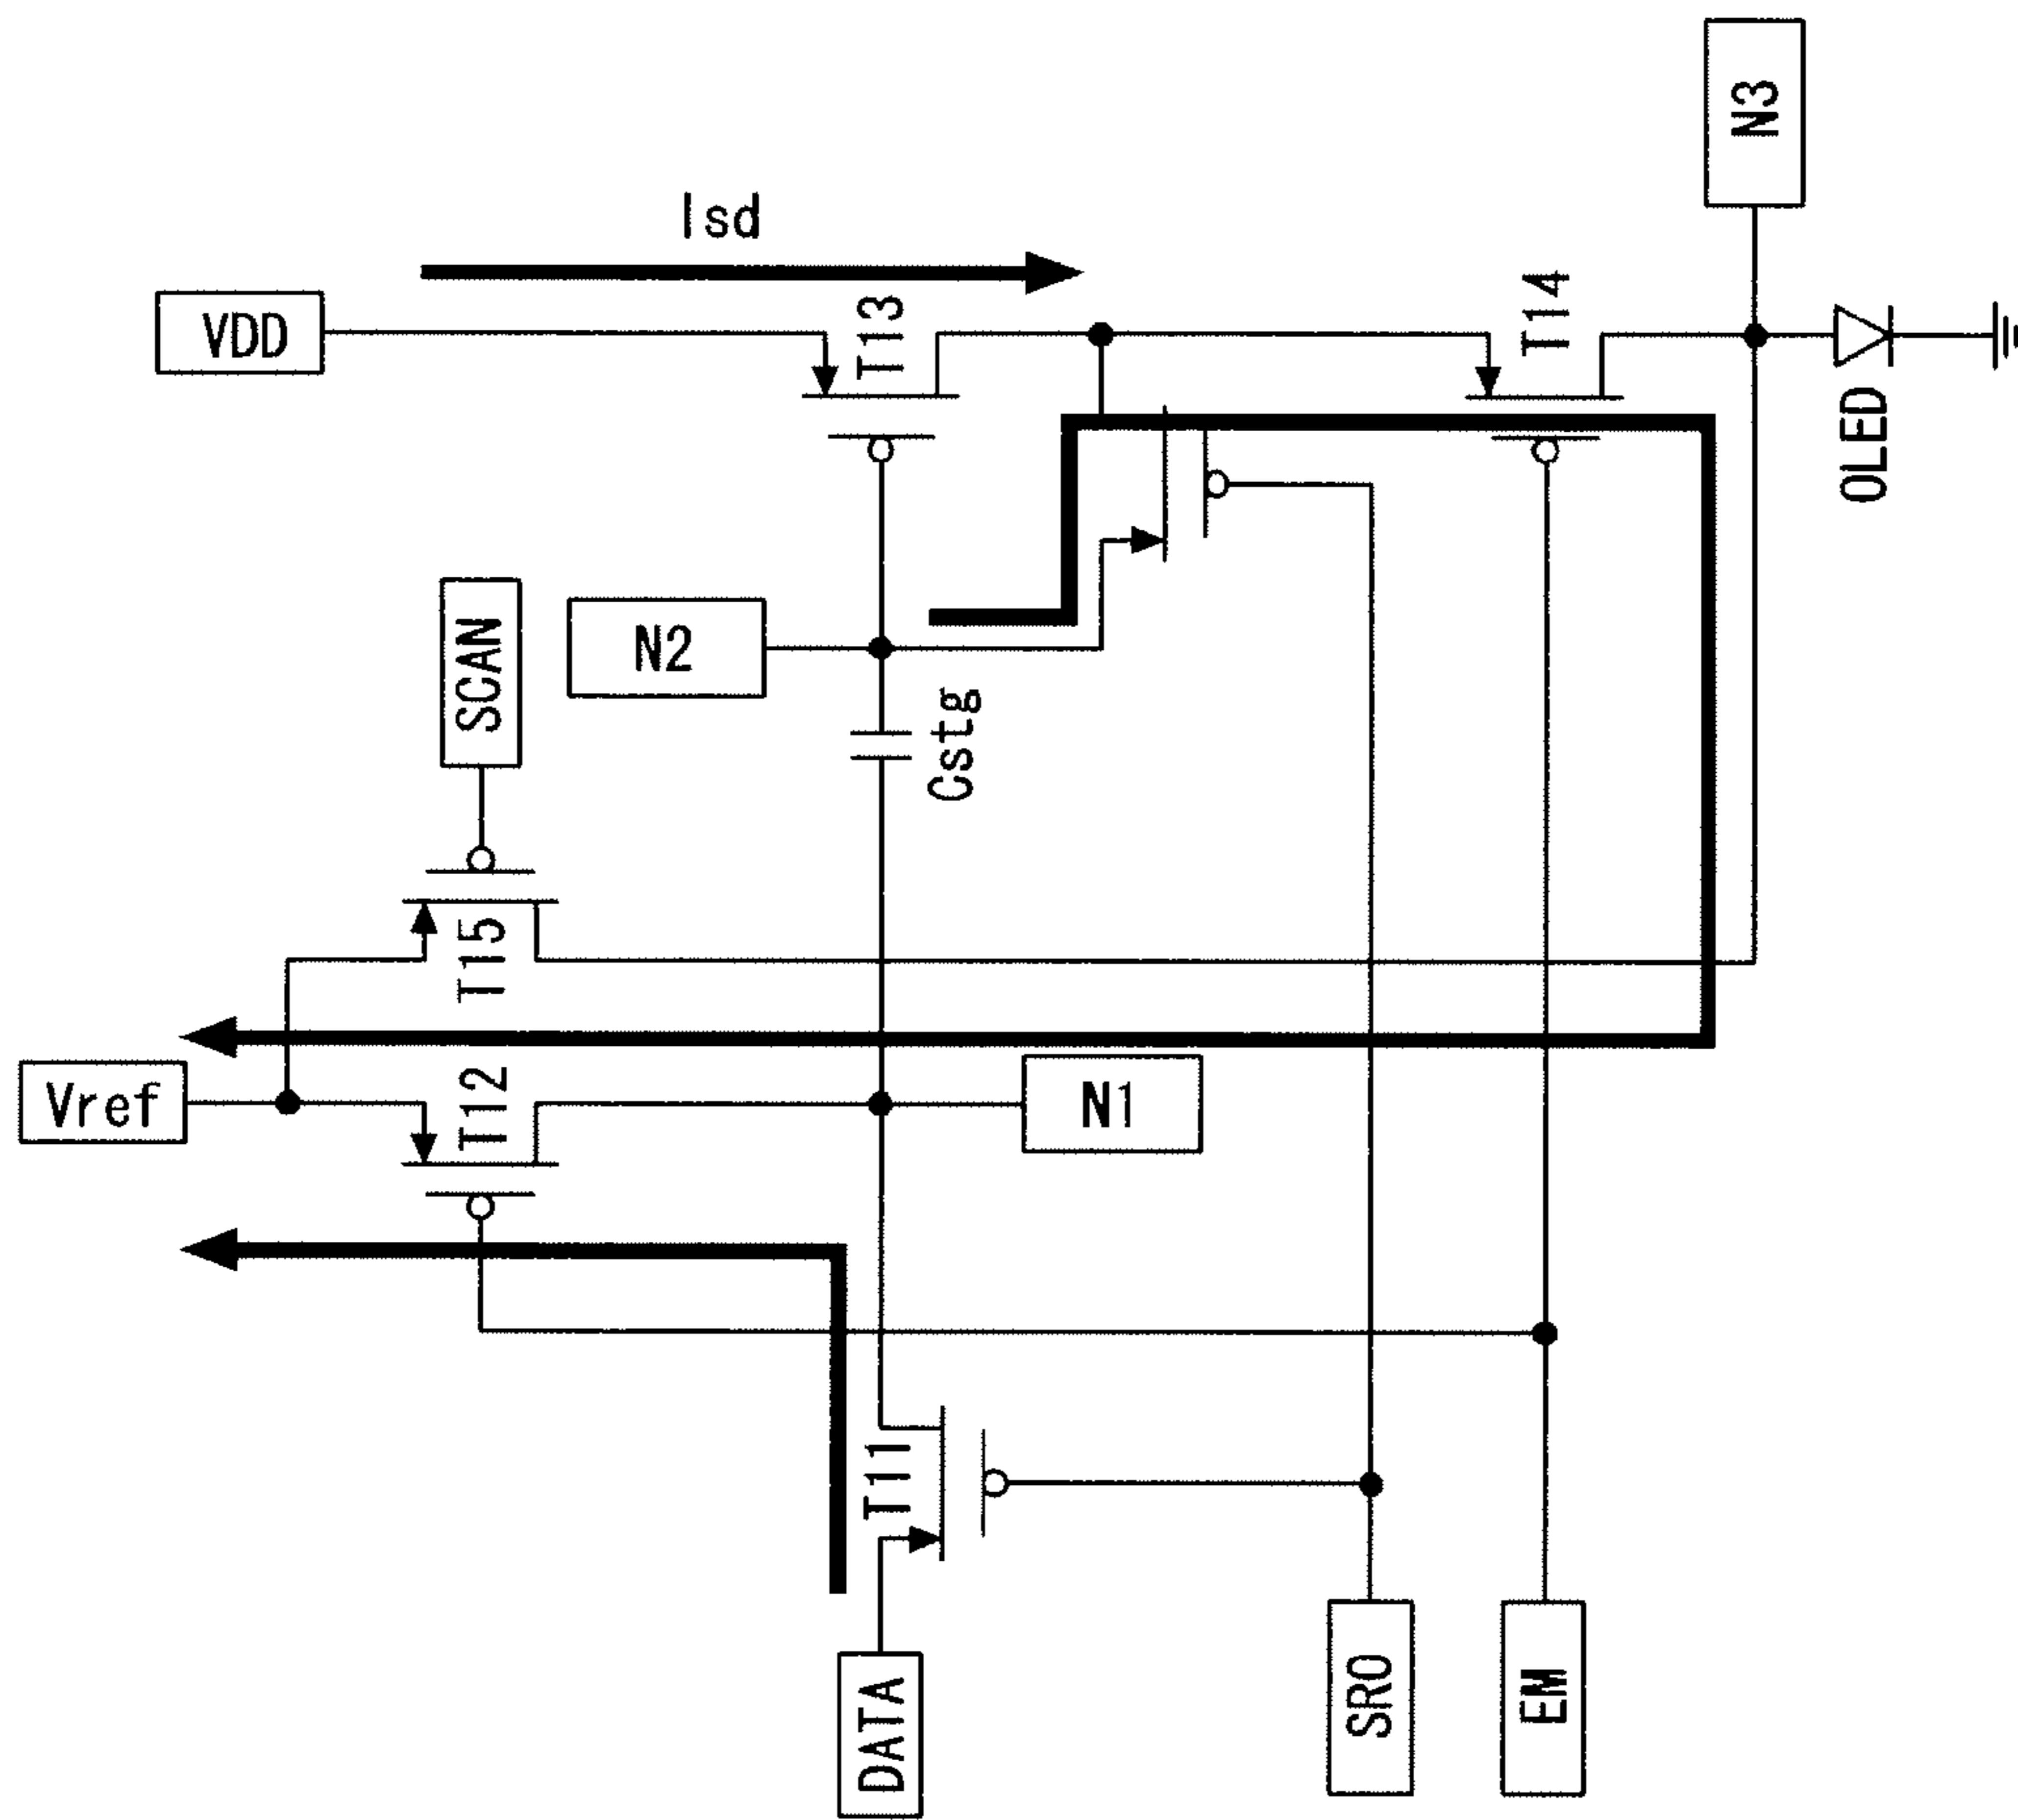 N3
Isd
VDD
T13
T14
OLED
SCAN
N2
Cstg
T15
Vref
T12
N1
T11
DATA
SRO
EM